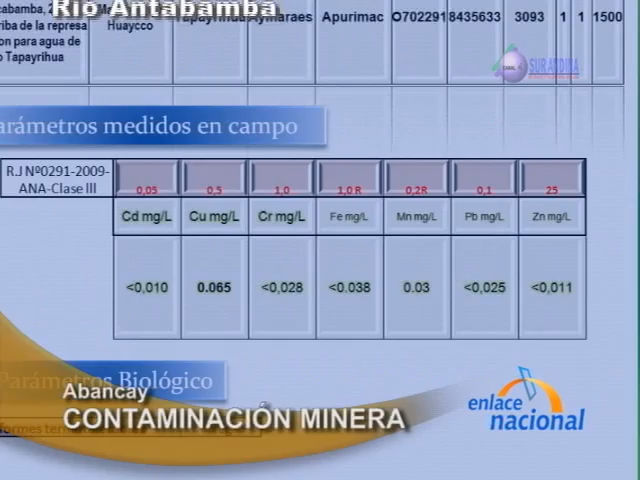 Río Antabamba
Huaycco
riba de la represa
on para agua de
o Tapayrihua
Tapayrihua Aymaraes Apurimac O702291 8435633 3093 1 1 1500
CANAL SURANDINA
arámetros medidos en campo
R.J Nº0291-2009-
ANA-Clase III
0,05 0,5 1,0 1,0 R 0,2R 0,1 25
Cd mg/L Cu mg/L Cr mg/L Fe mg/L Mn mg/L Pb mg/L Zn mg/L
<0,010 0.065 <0,028 <0.038 0.03 <0,025 <0,011
Parámetros Biológico
Abancay
CONTAMINACIÓN MINERA
enlace
nacional